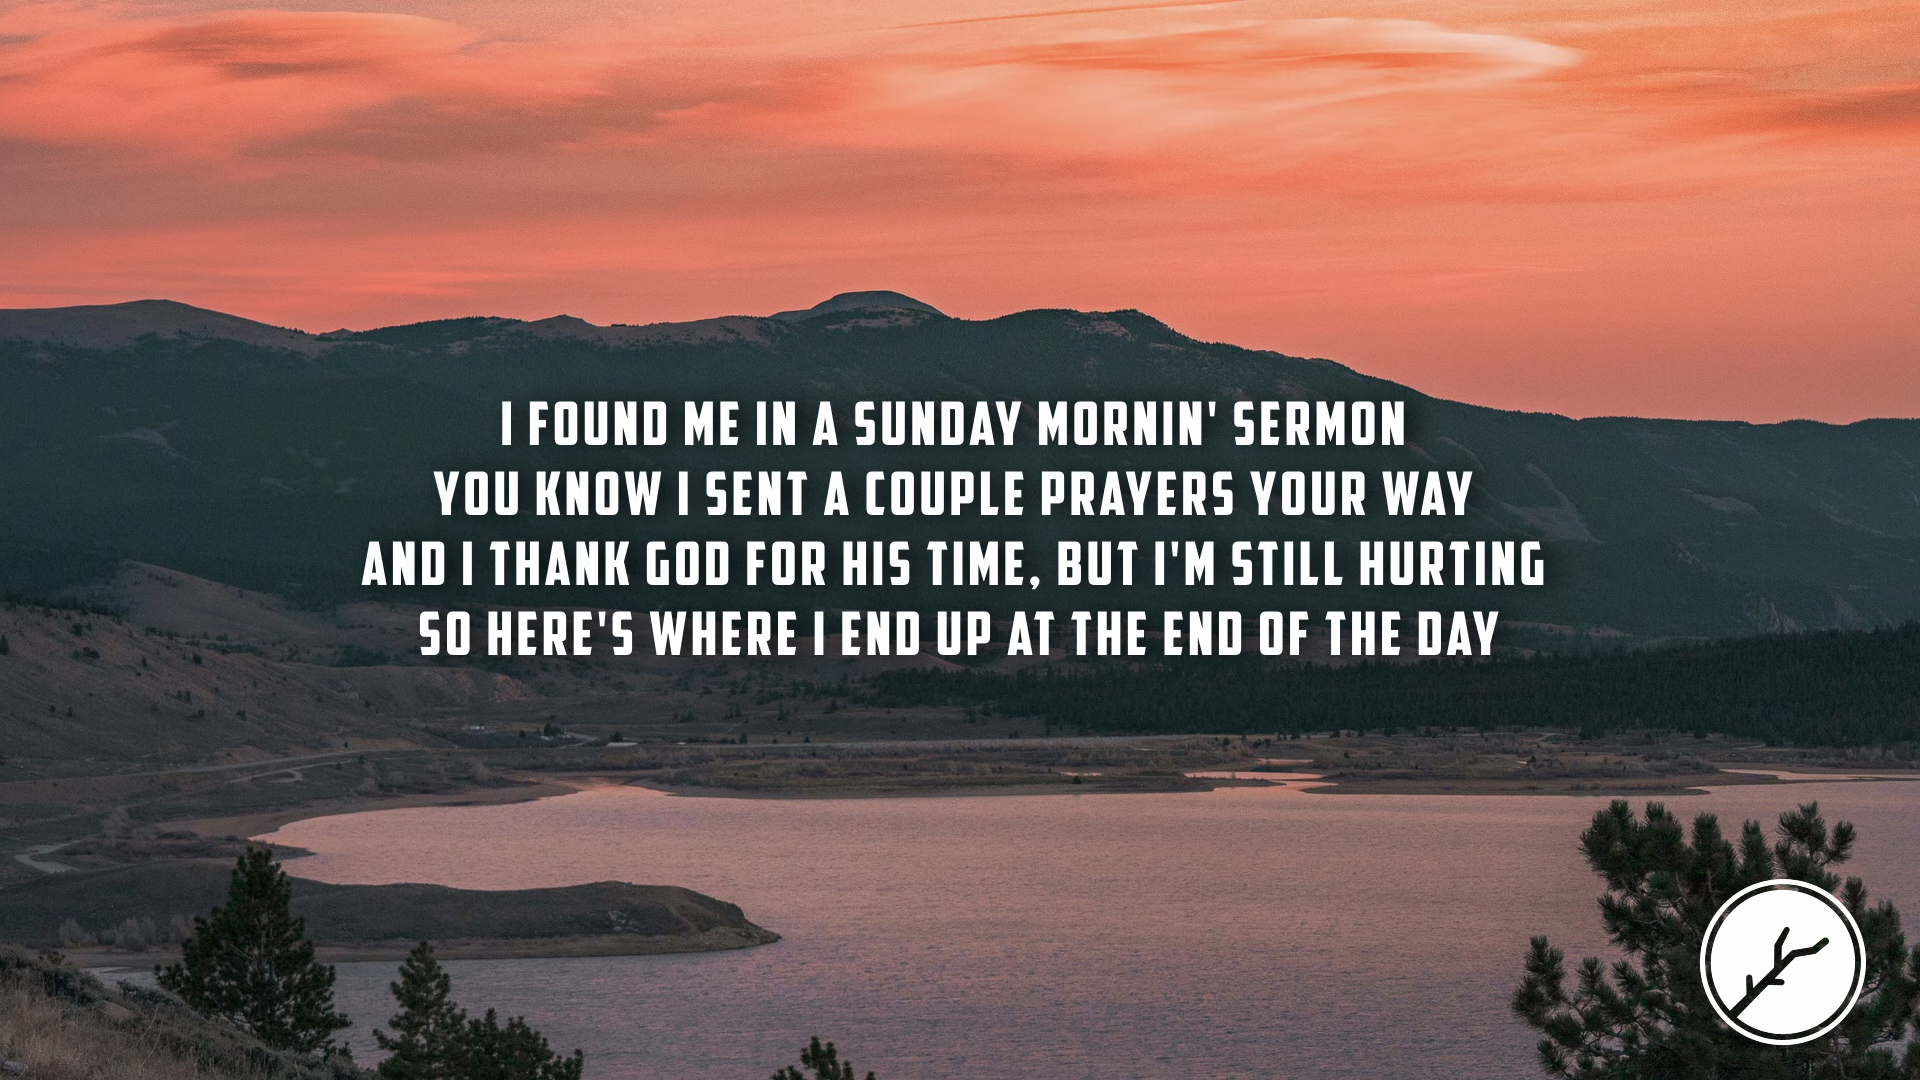 I FOUND ME IN A SUNDAY MORNIN' SERMON
YOU KNOW I SENT A COUPLE PRAYERS YOUR WAY
AND I THANK GOD FOR HIS TIME, BUT I'M STILL HURTING
SO HERE'S WHERE I END UP AT THE END OF THE DAY